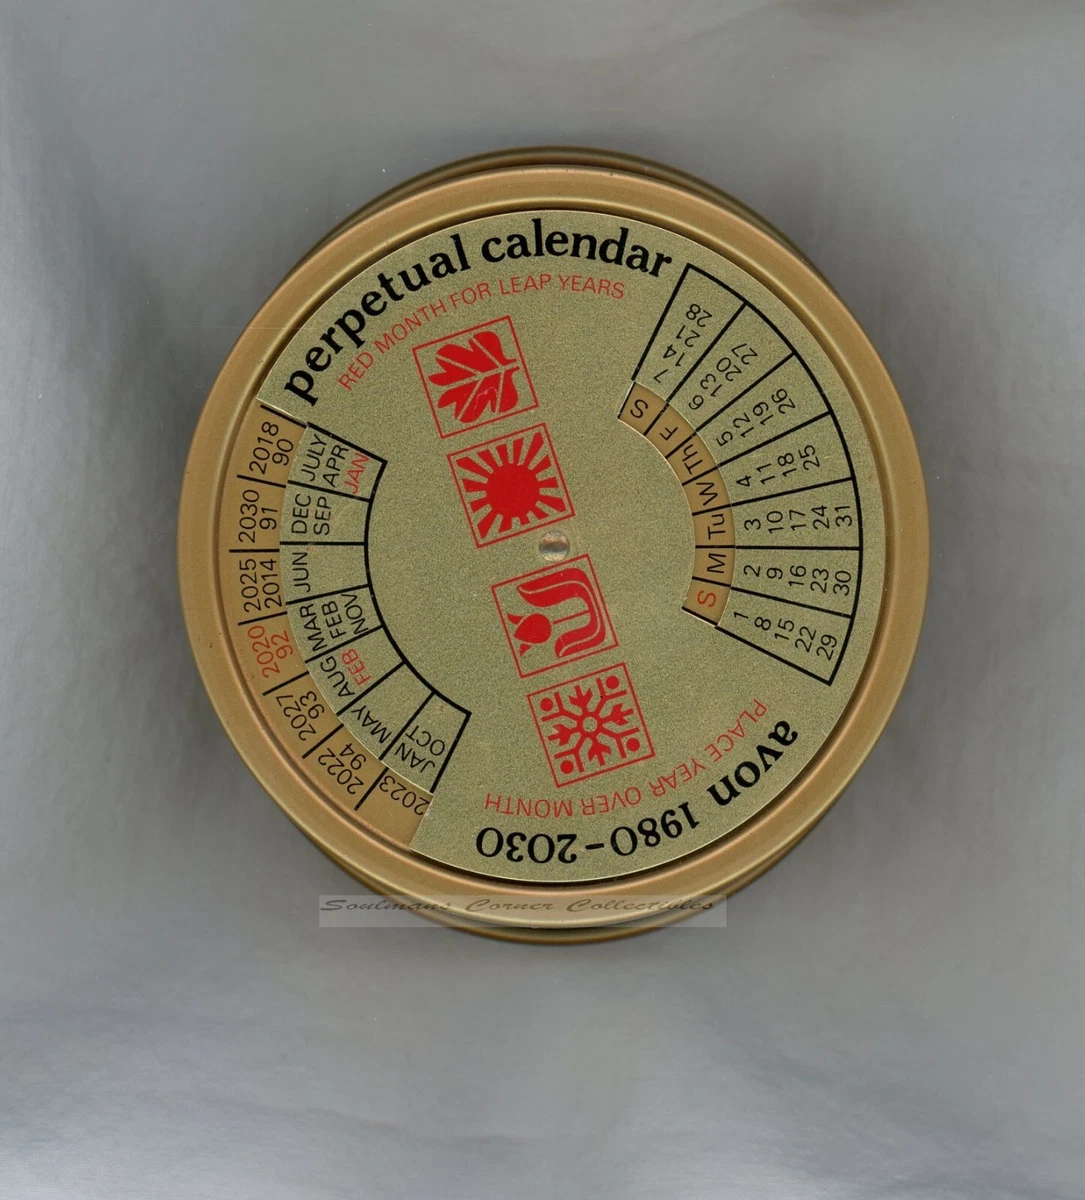 perpetual calendar
RED MONTH FOR LEAP YEARS
7 14 21 28
6 13 20 27
5 12 19 26
4 11 18 25
3 10 17 24 31
2 9 16 23 30
1 8 15 22 29
S
F
Th
W
Tu
M
S
2018
90
2030
91
2025
2014
2020
92
2027
93
2022
94
2023
JULY
APR
JAN
DEC
SEP
JUN
MAR
FEB
NOV
AUG
FEB
MAY
JAN
OCT
PLACE YEAR OVER MONTH
avon 1980-2030
Soulmans Corner Collectibles